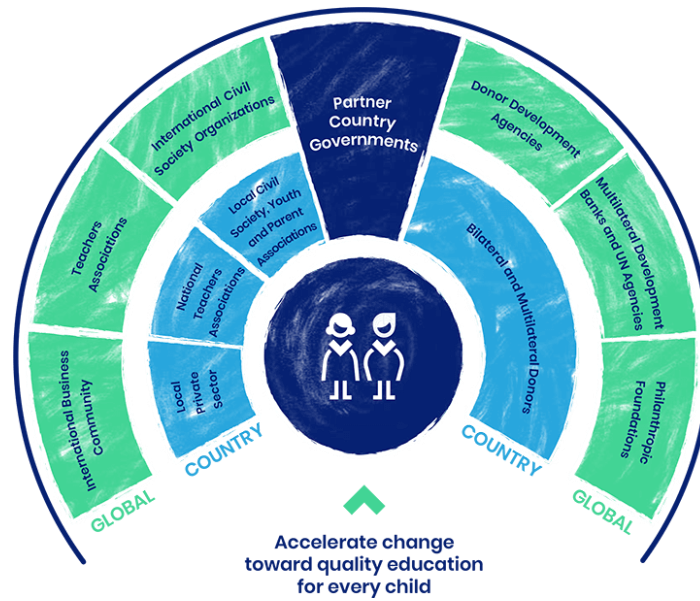 Partner
Country
Governments
International Civil
Society Organizations
Teachers
Associations
International Business
Community
GLOBAL
Local Civil
Society, Youth
and Parent
Associations
National
Teachers
Associations
Local
Private
Sector
COUNTRY
Donor Development
Agencies
Multilateral Development
Banks and UN Agencies
Philanthropic
Foundations
GLOBAL
Bilateral and Multilateral Donors
COUNTRY
Accelerate change
toward quality education
for every child